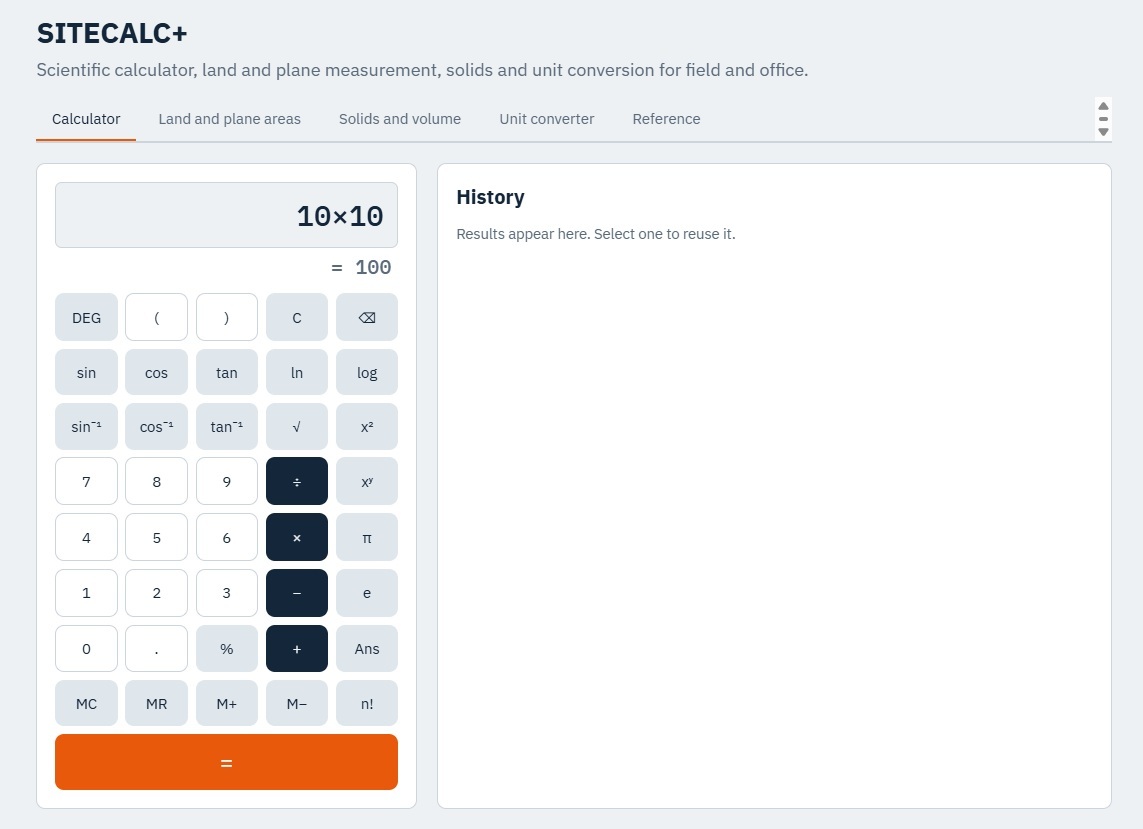 SITECALC+
Scientific calculator, land and plane measurement, solids and unit conversion for field and office.
Calculator Land and plane areas Solids and volume Unit converter Reference
10×10
= 100
DEG ( ) C ⌫
sin cos tan ln log
sin⁻¹ cos⁻¹ tan⁻¹ √ x²
7 8 9 ÷ xʸ
4 5 6 × π
1 2 3 − e
0 . % + Ans
MC MR M+ M− n!
=
History
Results appear here. Select one to reuse it.